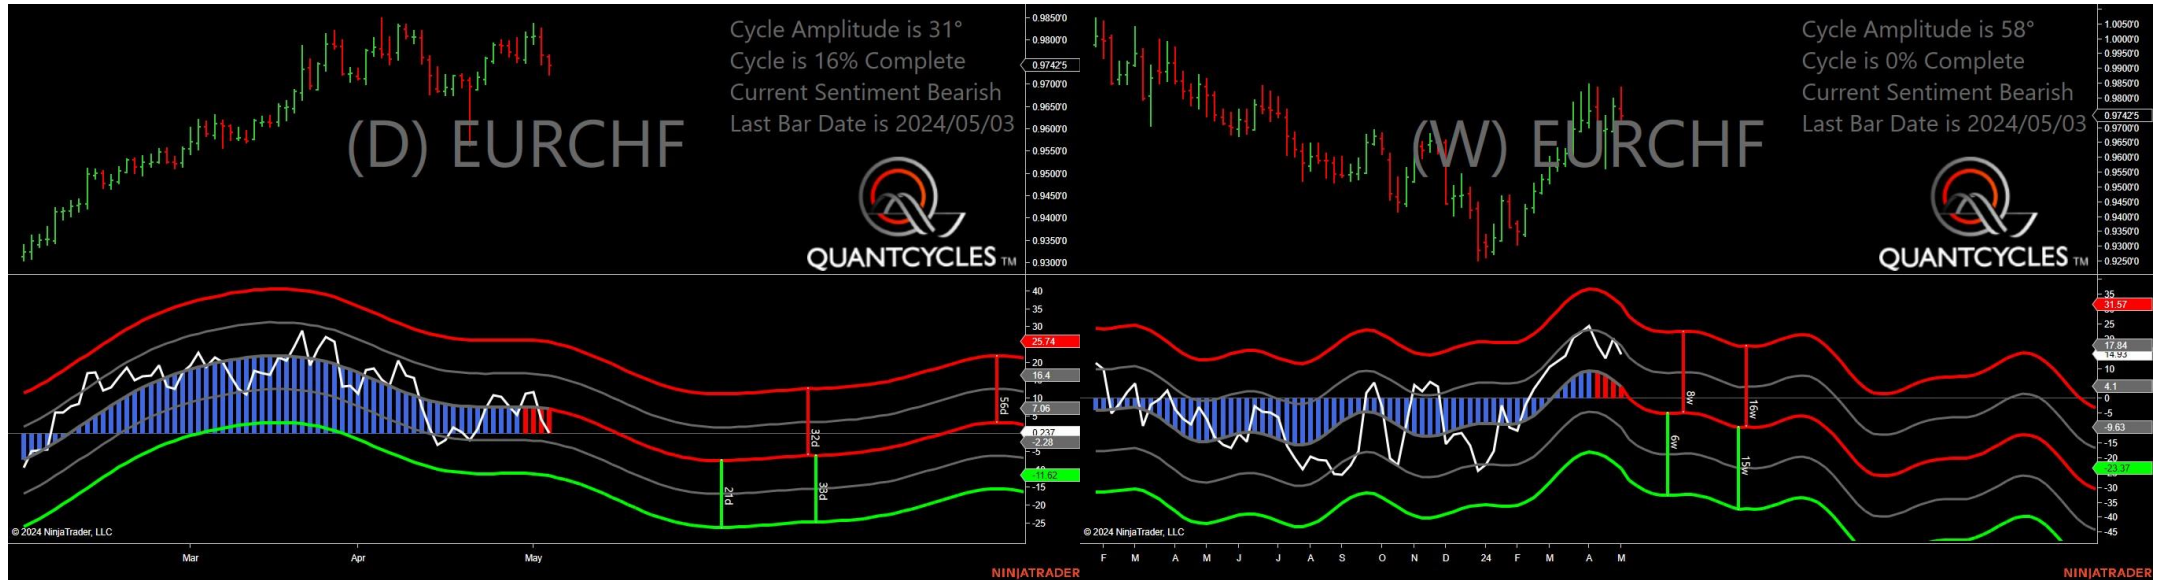 Cycle Amplitude is 31°
Cycle is 16% Complete
Current Sentiment Bearish
Last Bar Date is 2024/05/03
(D) EURCHF
QUANTCYCLES TM
0.9850'0
0.9800'0
0.9742'5
0.9700'0
0.9650'0
0.9600'0
0.9550'0
0.9500'0
0.9450'0
0.9400'0
0.9350'0
0.9300'0
40
35
30
25.74
20
16.4
10
7.06
5
0.237
-2.28
-5
-11.62
-15
-20
-25
21d
32d
33d
56d
© 2024 NinjaTrader, LLC
Mar
Apr
May
NINJATRADER
Cycle Amplitude is 58°
Cycle is 0% Complete
Current Sentiment Bearish
Last Bar Date is 2024/05/03
(W) EURCHF
QUANTCYCLES TM
1.0050'0
1.0000'0
0.9950'0
0.9900'0
0.9850'0
0.9800'0
0.9742'5
0.9700'0
0.9650'0
0.9600'0
0.9550'0
0.9500'0
0.9450'0
0.9400'0
0.9350'0
0.9300'0
0.9250'0
35
31.57
25
17.84
14.93
10
4.1
0
-5
-9.63
-15
-20
-23.37
-30
-35
-40
-45
6w
8w
15w
16w
© 2024 NinjaTrader, LLC
F M A M J J A S O N D 24 F M A M
NINJATRADER